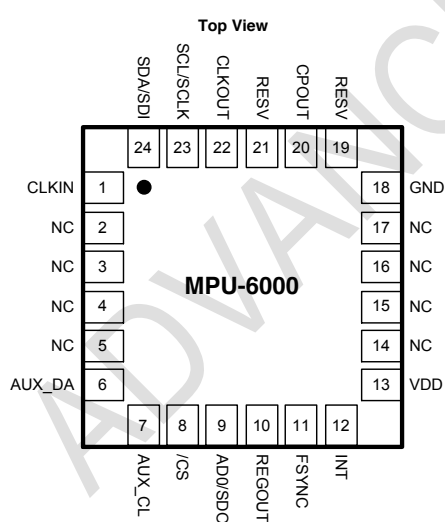 Top View
SDA/SDI
SCL/SCLK
CLKOUT
RESV
CPOUT
RESV
24 23 22 21 20 19
CLKIN 1
18 GND
NC 2
17 NC
NC 3
16 NC
MPU-6000
NC 4
15 NC
NC 5
14 NC
AUX_DA 6
13 VDD
7 8 9 10 11 12
AUX_CL
/CS
AD0/SDO
REGOUT
FSYNC
INT
ADVANC